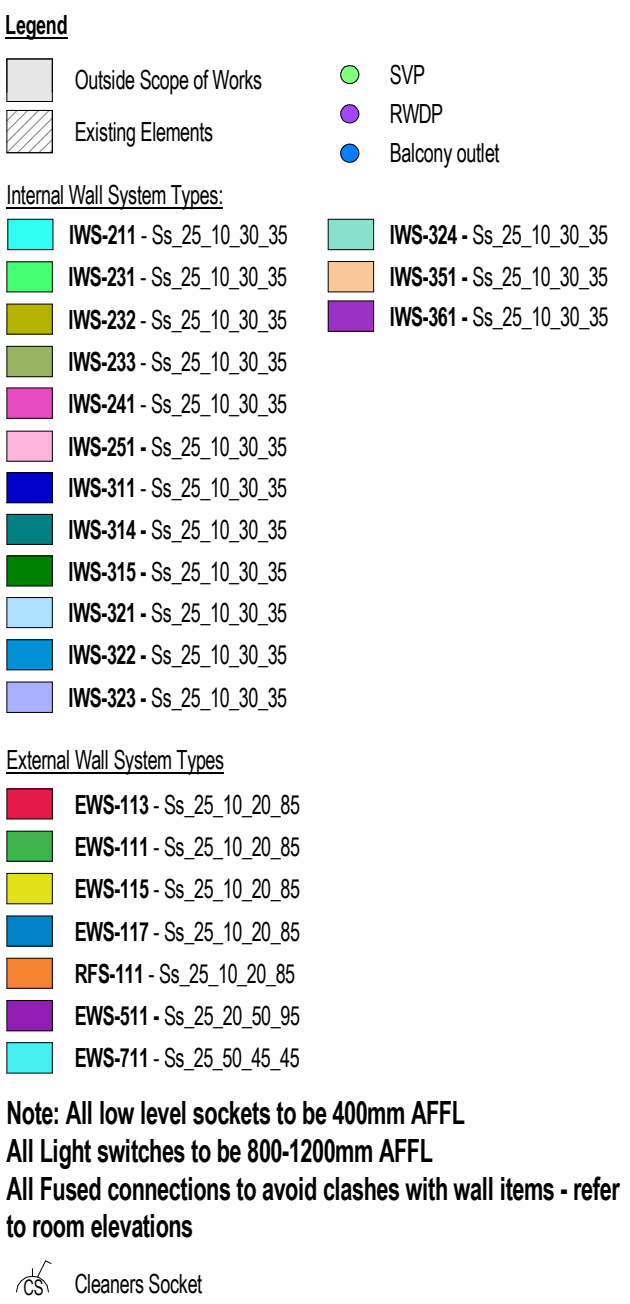 Legend
Outside Scope of Works
Existing Elements
SVP
RWDP
Balcony outlet
Internal Wall System Types:
IWS-211 - Ss_25_10_30_35
IWS-231 - Ss_25_10_30_35
IWS-232 - Ss_25_10_30_35
IWS-233 - Ss_25_10_30_35
IWS-241 - Ss_25_10_30_35
IWS-251 - Ss_25_10_30_35
IWS-311 - Ss_25_10_30_35
IWS-314 - Ss_25_10_30_35
IWS-315 - Ss_25_10_30_35
IWS-321 - Ss_25_10_30_35
IWS-322 - Ss_25_10_30_35
IWS-323 - Ss_25_10_30_35
IWS-324 - Ss_25_10_30_35
IWS-351 - Ss_25_10_30_35
IWS-361 - Ss_25_10_30_35
External Wall System Types
EWS-113 - Ss_25_10_20_85
EWS-111 - Ss_25_10_20_85
EWS-115 - Ss_25_10_20_85
EWS-117 - Ss_25_10_20_85
RFS-111 - Ss_25_10_20_85
EWS-511 - Ss_25_20_50_95
EWS-711 - Ss_25_50_45_45
Note: All low level sockets to be 400mm AFFL
All Light switches to be 800-1200mm AFFL
All Fused connections to avoid clashes with wall items - refer
to room elevations
CS Cleaners Socket